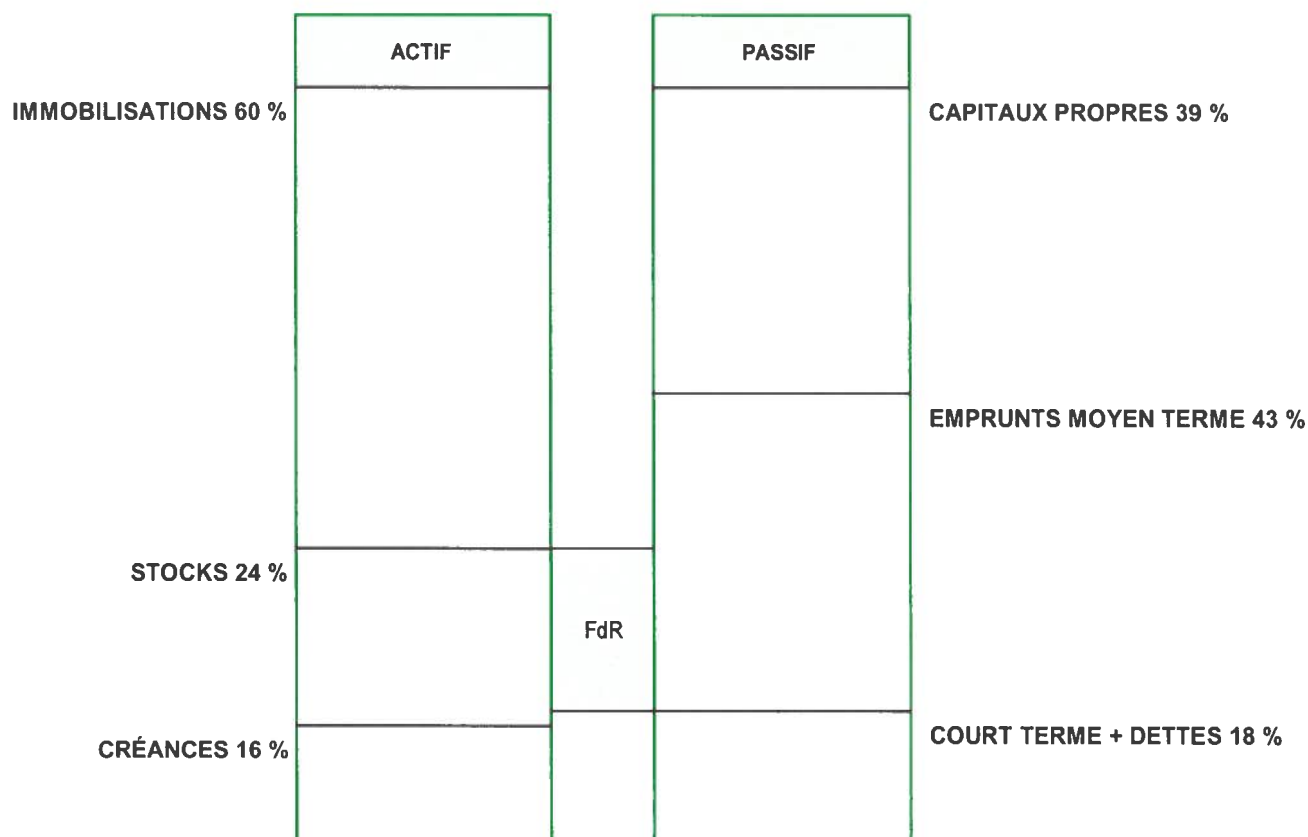 ACTIF
PASSIF
IMMOBILISATIONS 60 %
CAPITAUX PROPRES 39 %
EMPRUNTS MOYEN TERME 43 %
STOCKS 24 %
FdR
CRÉANCES 16 %
COURT TERME + DETTES 18 %